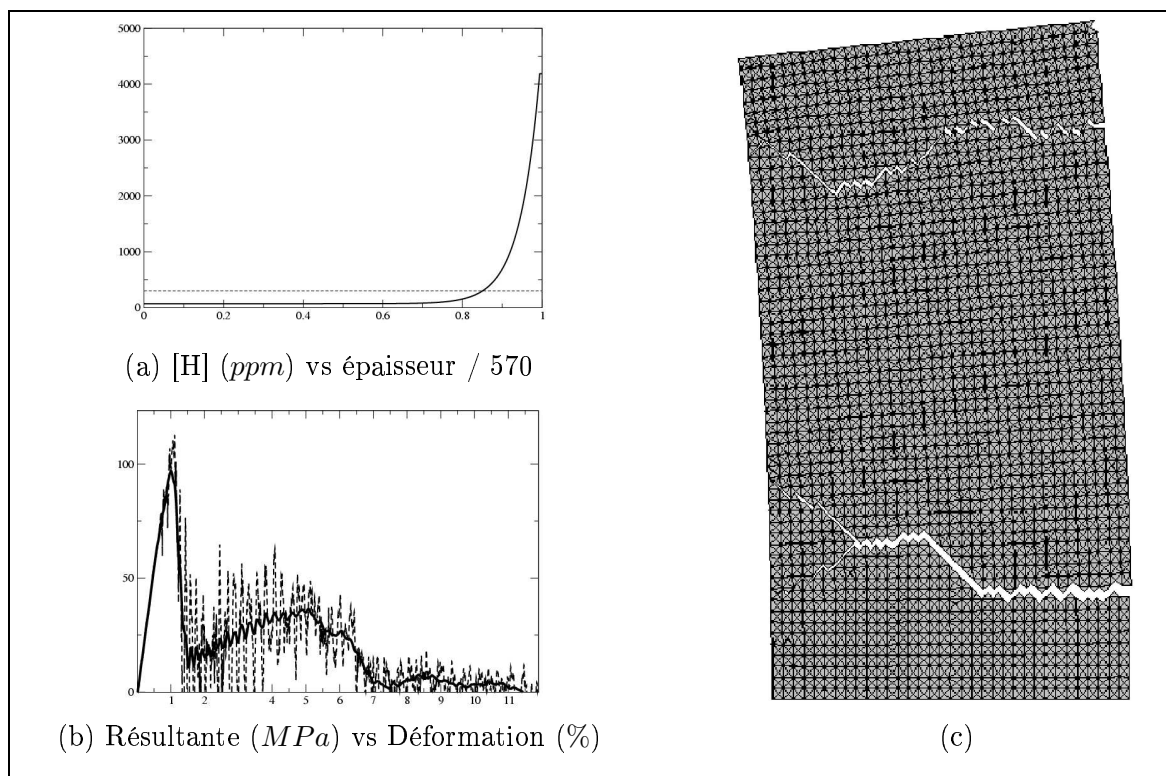 5000
4000
3000
2000
1000
0
0 0.2 0.4 0.6 0.8 1
(a) [H] (ppm) vs épaisseur / 570
100
50
0
1 2 3 4 5 6 7 8 9 10 11
(b) Résultante (MPa) vs Déformation (%)
(c)